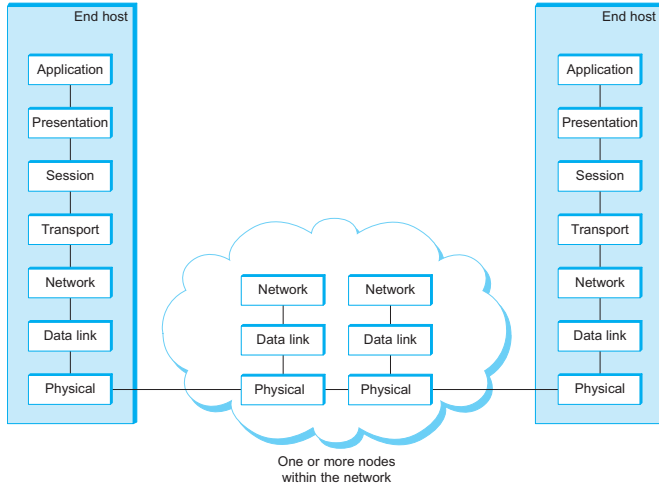 End host
Application
Presentation
Session
Transport
Network
Data link
Physical
Network
Data link
Physical
Network
Data link
Physical
One or more nodes
within the network
End host
Application
Presentation
Session
Transport
Network
Data link
Physical